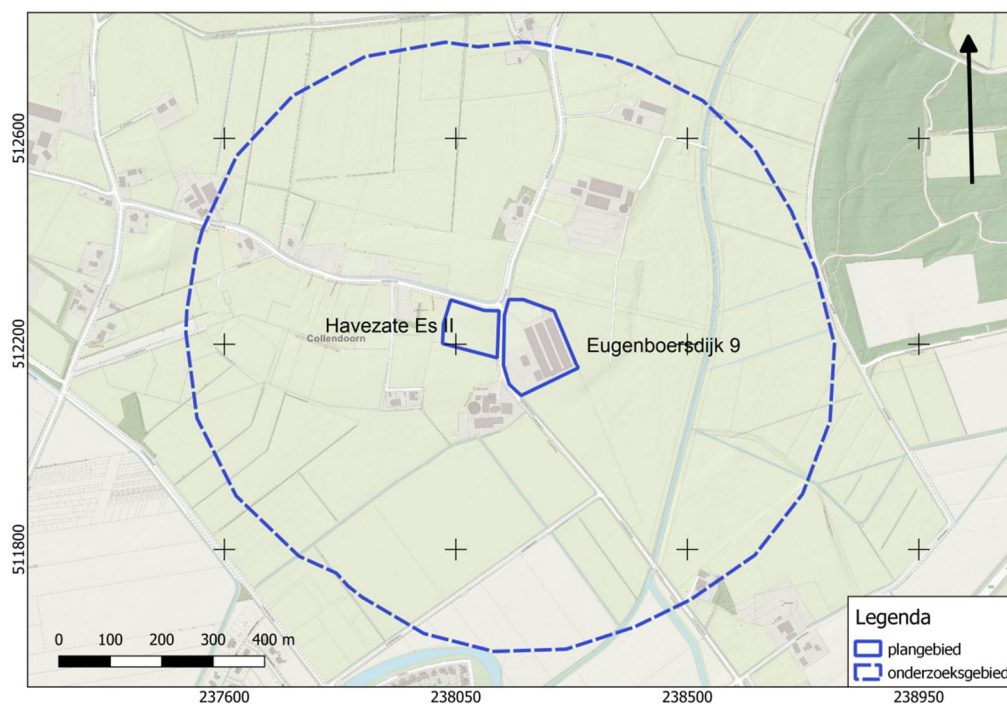 512600
512200
511800
Havezate Es II
Collendoorn
Eugenboersdijk 9
0 100 200 300 400 m
Legenda
plangebied
onderzoeksgebied
237600 238050 238500 238950